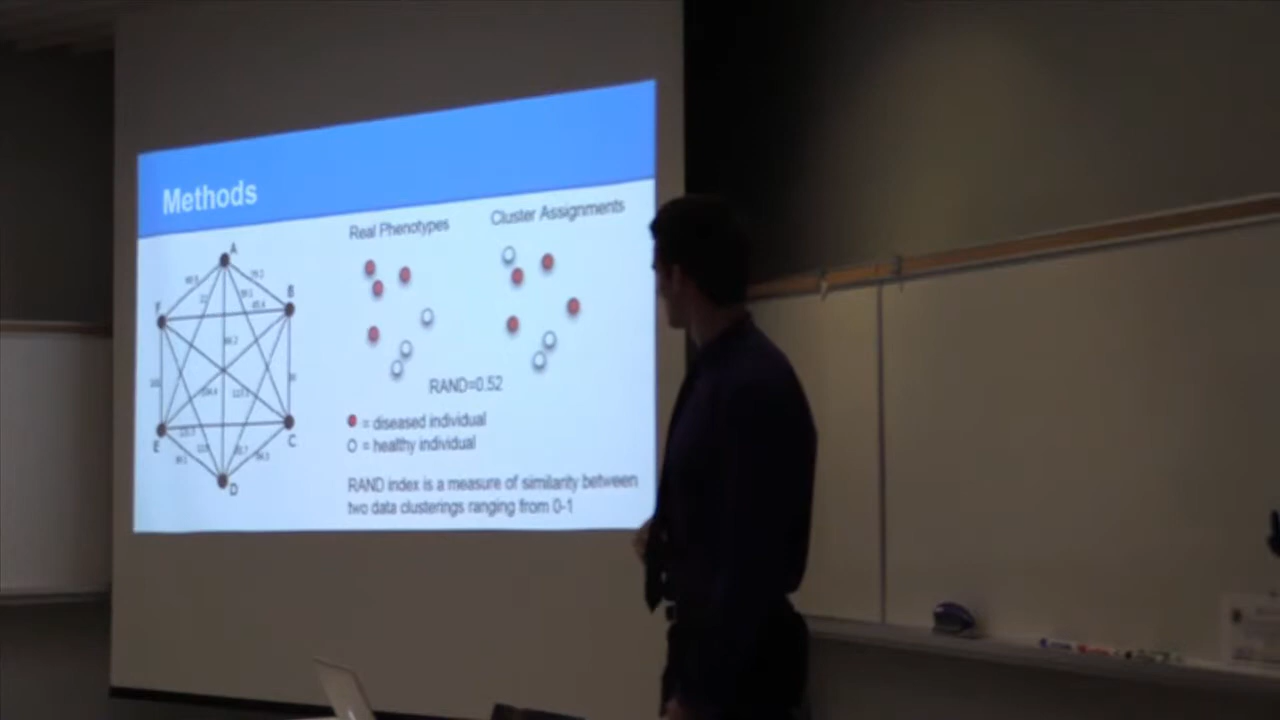 Methods
Real Phenotypes
Cluster Assignments
A
B
F
E
C
D
RAND=0.52
= diseased individual
= healthy individual
RAND index is a measure of similarity between
two data clusterings ranging from 0-1